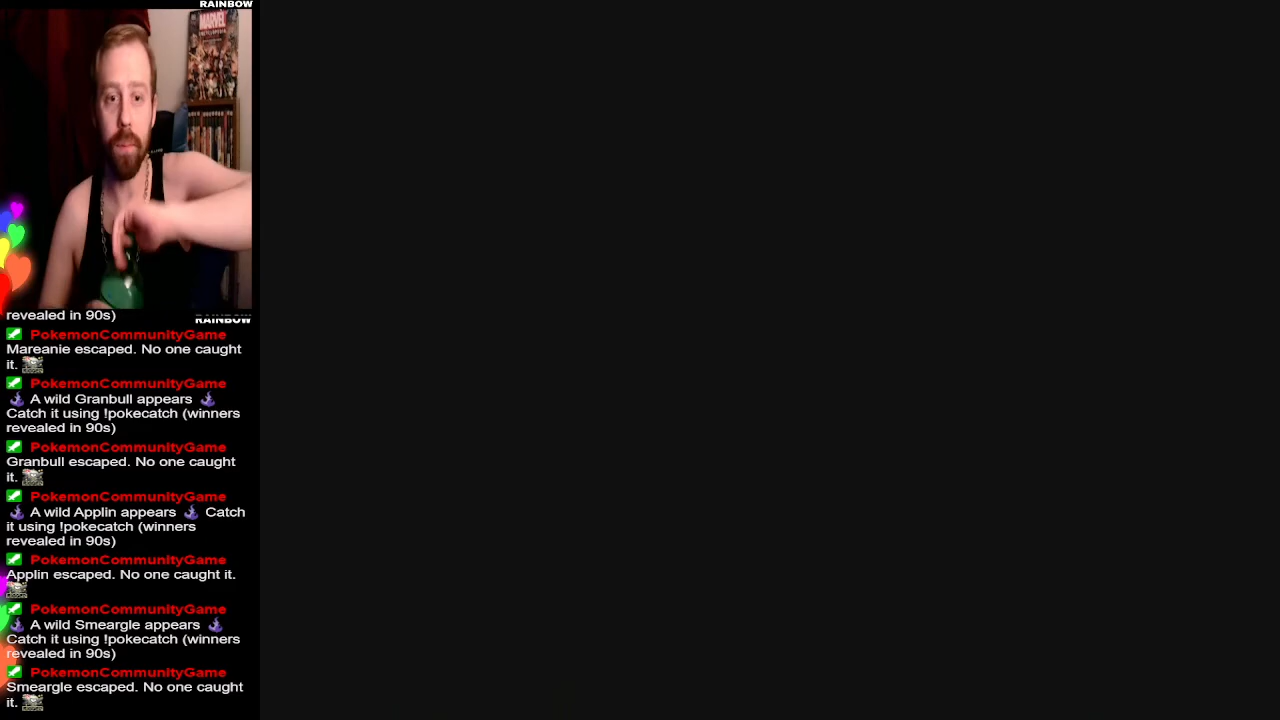 RAINBOW
MARVEL
ENCYCLOPEDIA
revealed in 90s)
RAINBOW
PokemonCommunityGame
Mareanie escaped. No one caught
it.
PokemonCommunityGame
A wild Granbull appears
Catch it using !pokecatch (winners
revealed in 90s)
PokemonCommunityGame
Granbull escaped. No one caught
it.
PokemonCommunityGame
A wild Applin appears Catch
it using !pokecatch (winners
revealed in 90s)
PokemonCommunityGame
Applin escaped. No one caught it.
PokemonCommunityGame
A wild Smeargle appears
Catch it using !pokecatch (winners
revealed in 90s)
PokemonCommunityGame
Smeargle escaped. No one caught
it.